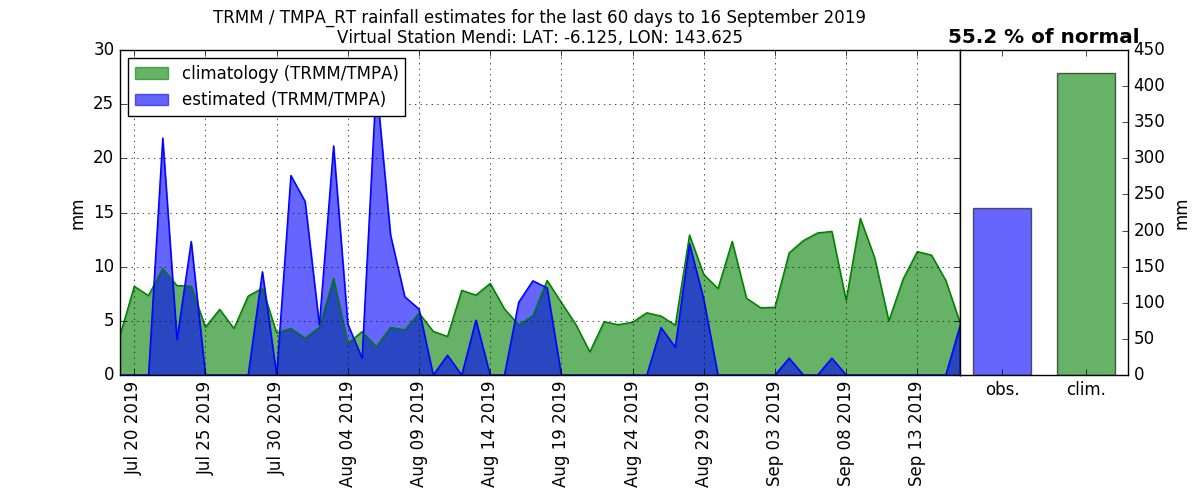 TRMM / TMPA_RT rainfall estimates for the last 60 days to 16 September 2019
Virtual Station Mendi: LAT: -6.125, LON: 143.625
55.2 % of normal
climatology (TRMM/TMPA)
estimated (TRMM/TMPA)
30
25
20
15
10
5
0
mm
Jul 20 2019
Jul 25 2019
Jul 30 2019
Aug 04 2019
Aug 09 2019
Aug 14 2019
Aug 19 2019
Aug 24 2019
Aug 29 2019
Sep 03 2019
Sep 08 2019
Sep 13 2019
obs.
clim.
450
400
350
300
250
200
150
100
50
0
mm